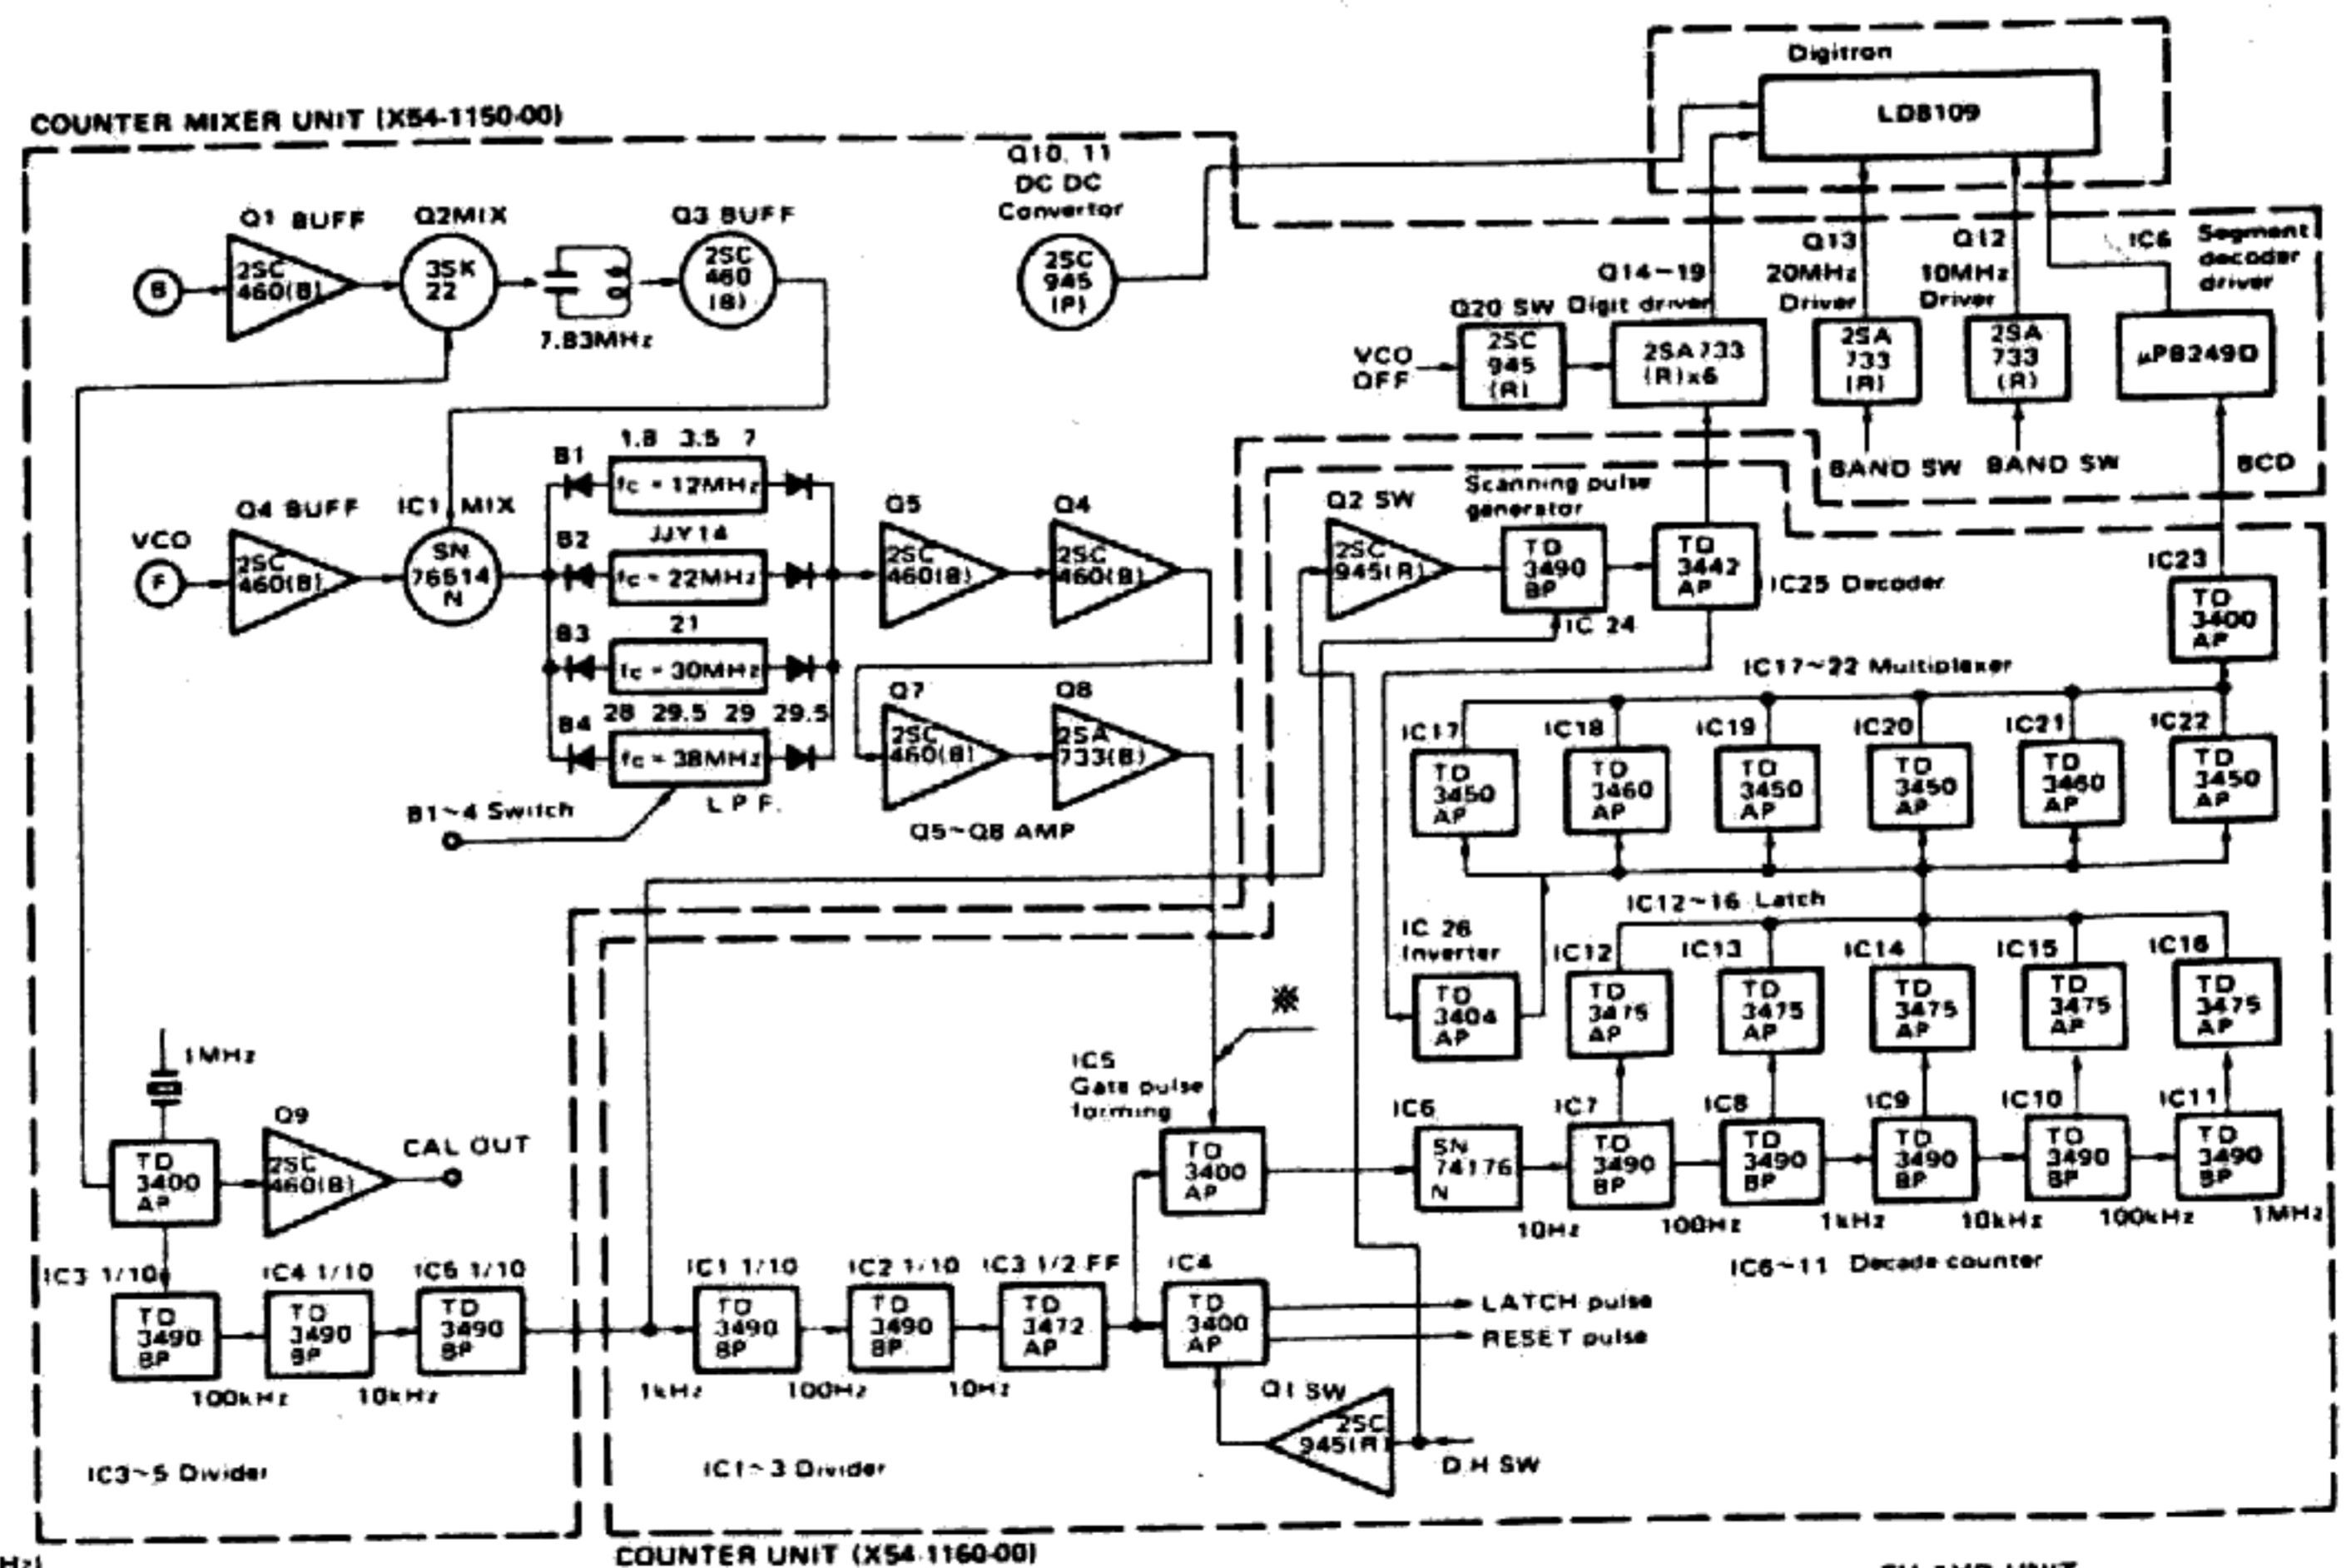 Digitron
LD8109
COUNTER MIXER UNIT (X54-1150-00)
Q10, 11
DC DC
Convertor
2SC
945
(P)
Q1 BUFF
2SC
460(B)
B
Q2MIX
3SK
22
7.83MHz
Q3 BUFF
2SC
460
(B)
Q20 SW
2SC
945
(R)
VCO
OFF
Q14~19
Digit driver
2SA733
(R)x6
Q13
20MHz
Driver
2SA
733
(R)
BAND SW
Q12
10MHz
Driver
2SA
733
(R)
BAND SW
IC6
Segment
decoder
driver
μPB249D
BCD
VCO
F
Q4 BUFF
2SC
460(B)
IC1 MIX
SN
76514
N
B1
1.8 3.5 7
fc = 12MHz
B2
JJY14
fc = 22MHz
B3
21
fc = 30MHz
B4
28 29.5 29 29.5
fc = 38MHz
L P F.
B1~4 Switch
Q5
2SC
460(B)
Q4
2SC
460(B)
Q7
2SC
460(B)
Q8
2SA
733(B)
Q5~Q8 AMP
Q2 SW
2SC
945(R)
Scanning pulse
generator
TD
3490
BP
IC 24
TD
3442
AP
IC25 Decoder
IC23
TD
3400
AP
IC17~22 Multiplexer
IC17
TD
3450
AP
IC18
TD
3460
AP
IC19
TD
3450
AP
IC20
TD
3450
AP
IC21
TD
3460
AP
IC22
TD
3450
AP
IC12~16 Latch
IC 26
Inverter
TD
3404
AP
IC12
TD
3475
AP
IC13
TD
3475
AP
IC14
TD
3475
AP
IC15
TD
3475
AP
IC16
TD
3475
AP
※
IC5
Gate pulse
forming
TD
3400
AP
IC6
SN
74176
N
IC7
TD
3490
BP
IC8
TD
3490
BP
IC9
TD
3490
BP
IC10
TD
3490
BP
IC11
TD
3490
BP
10Hz 100Hz 1kHz 10kHz 100kHz 1MHz
IC6~11 Decade counter
1MHz
TD
3400
AP
Q9
2SC
460(B)
CAL OUT
IC3 1/10
TD
3490
BP
IC4 1/10
TD
3490
BP
IC5 1/10
TD
3490
BP
100kHz 10kHz
IC3~5 Divider
IC1 1/10
TD
3490
BP
IC2 1/10
TD
3490
BP
IC3 1/2 FF
TD
3472
AP
IC4
TD
3400
AP
1kHz 100Hz 10Hz
LATCH pulse
RESET pulse
Q1 SW
2SC
945(R)
D.H SW
IC1~3 Divider
COUNTER UNIT (X54-1160-00)